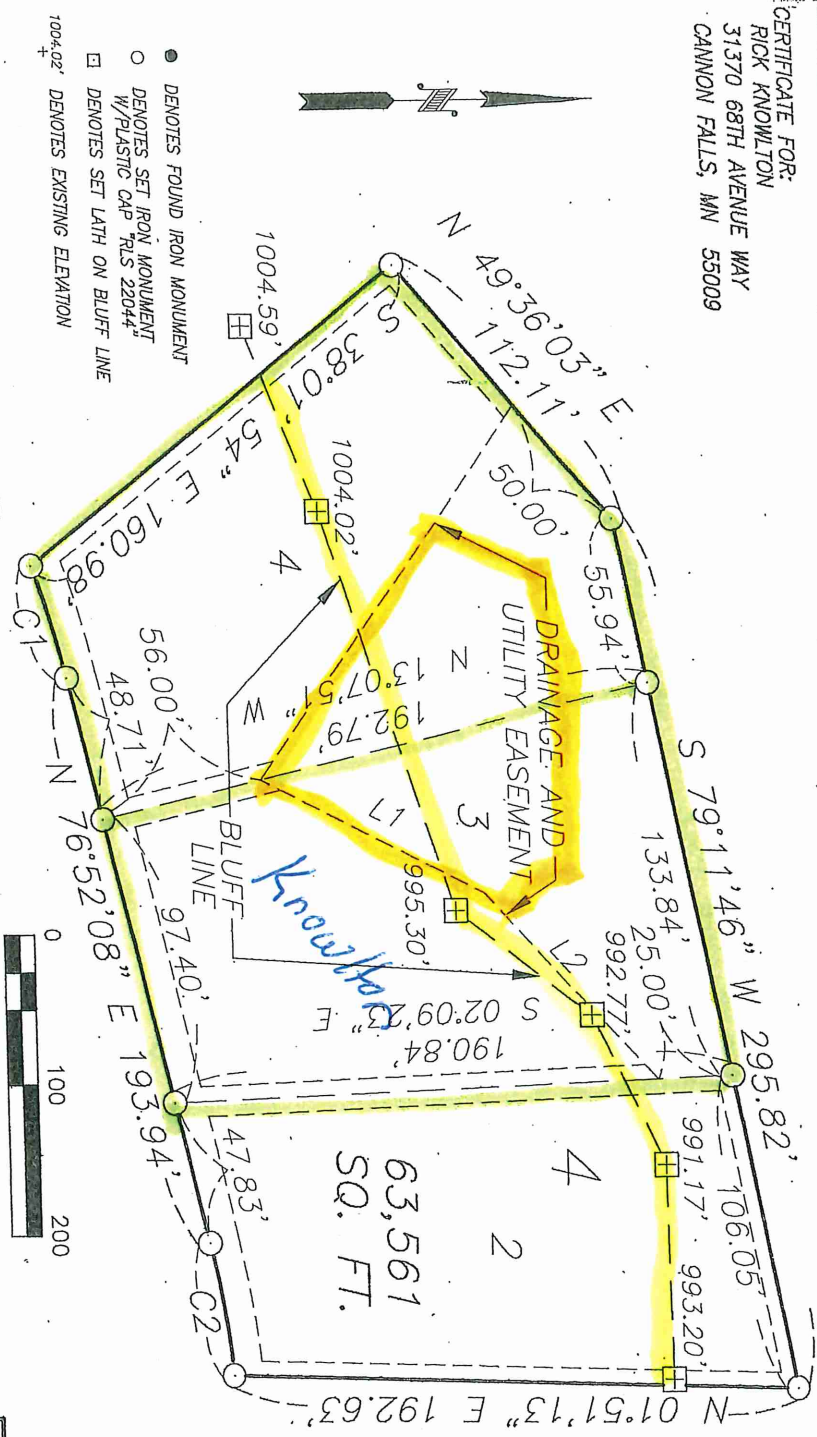 CERTIFICATE FOR:
RICK KNOWLTON
31370 68TH AVENUE WAY
CANNON FALLS, MN 55009
DENOTES FOUND IRON MONUMENT
DENOTES SET IRON MONUMENT
W/PLASTIC CAP "RLS 22044"
DENOTES SET LATH ON BLUFF LINE
1004.02' DENOTES EXISTING ELEVATION
N 49°36'03" E
112.11'
50.00'
55.94'
S 79°11'46" W 295.82'
133.84'
25.00'
106.05'
1004.59'
1004.02'
995.30'
992.77'
991.17'
993.20'
S 38°01'54" E 160.98'
DRAINAGE AND
UTILITY EASEMENT
N 13°07'51" W
192.79'
4
3
4
2
BLUFF
LINE
Knowlton
S 02°09'23" E
190.84'
63,561
SQ. FT.
N 01°51'13" E 192.63'
56.00'
48.71'
97.40'
47.83'
C1
N 76°52'08" E 193.94'
C2
0 100 200